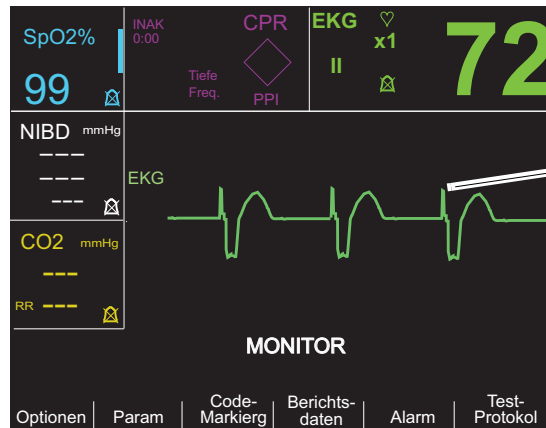 SpO2%
99
INAK
0:00
CPR
Tiefe
Freq.
PPI
EKG
x1
II
72
NIBD mmHg
---
---
---
EKG
CO2 mmHg
---
RR ---
MONITOR
Optionen
Param
Code-
Markierg
Berichts-
daten
Alarm
Test-
Protokol